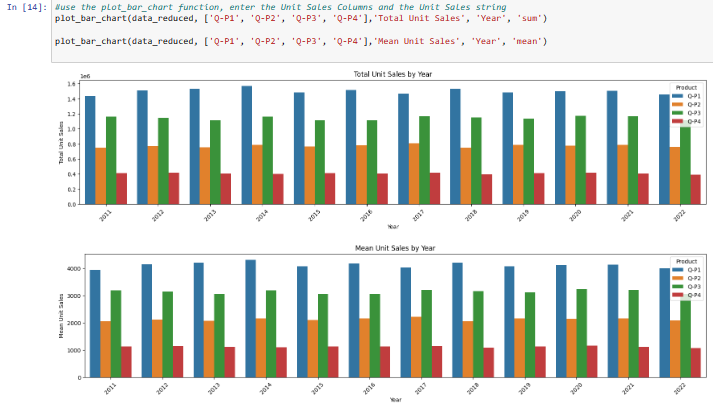 In [14]: #use the plot_bar_chart function, enter the Unit Sales Columns and the Unit Sales string
plot_bar_chart(data_reduced, ['Q-P1', 'Q-P2', 'Q-P3', 'Q-P4'],'Total Unit Sales', 'Year', 'sum')
plot_bar_chart(data_reduced, ['Q-P1', 'Q-P2', 'Q-P3', 'Q-P4'],'Mean Unit Sales', 'Year', 'mean')
Total Unit Sales by Year
1e6
Product
Q-P1
Q-P2
Q-P3
Q-P4
1.6
1.4
1.2
1.0
0.8
0.6
0.4
0.2
0.0
Total Unit Sales
2011 2012 2013 2014 2015 2016 2017 2018 2019 2020 2021 2022
Year
Mean Unit Sales by Year
Product
Q-P1
Q-P2
Q-P3
Q-P4
4000
3000
2000
1000
0
Mean Unit Sales
2011 2012 2013 2014 2015 2016 2017 2018 2019 2020 2021 2022
Year